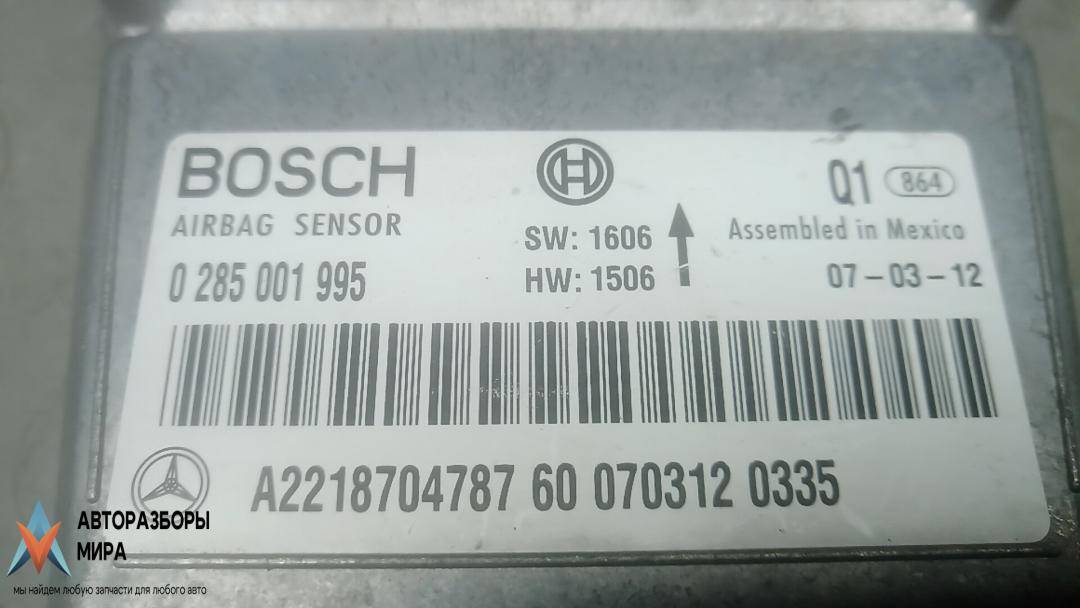 BOSCH
Q1 864
AIRBAG SENSOR
SW: 1606
Assembled in Mexico
0 285 001 995
HW: 1506
07-03-12
A2218704787 60 070312 0335
АВТОРАЗБОРЫ
МИРА
мы найдем любую запчасти для любого авто